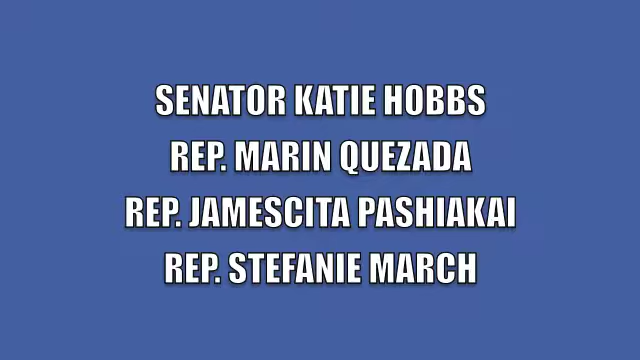 SENATOR KATIE HOBBS
REP. MARIN QUEZADA
REP. JAMESCITA PASHIAKAI
REP. STEFANIE MARCH